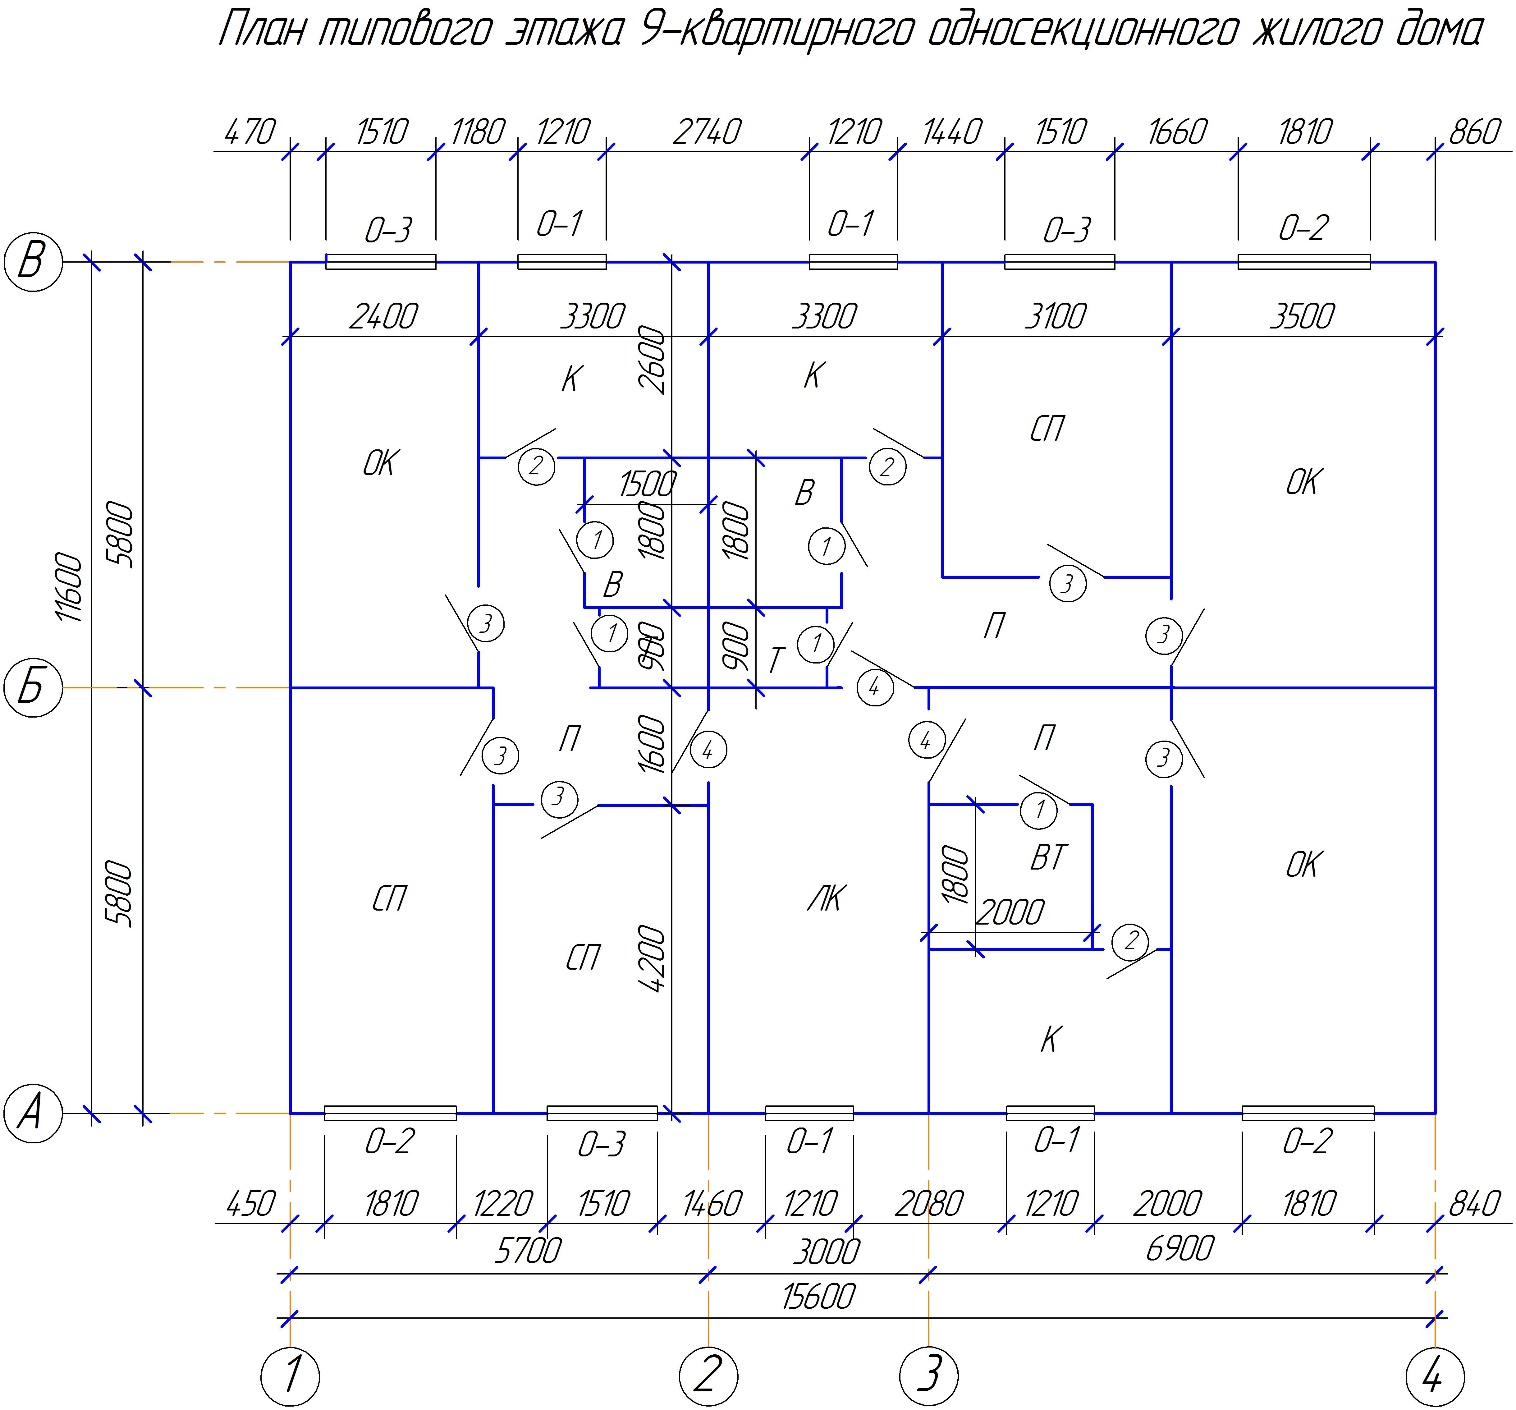 План типового этажа 9-квартирного односекционного жилого дома
470 1510 1180 1210 2740 1210 1440 1510 1660 1810 860
О-3 О-1 О-1 О-3 О-2
В
2400 3300 3300 3100 3500
2600
К К
СП
ОК ОК
2 2
1500 В
5800 1800 1800
1 1
11600
В 3
3 1 900 Т 900 1 Т П 3
Б 4
3 П 1600 4 4 П 3
3 1
ВТ ОК
1800
5800 СП ЛК 2000
СП 4200 2
К
А
О-2 О-3 О-1 О-1 О-2
450 1810 1220 1510 1460 1210 2080 1210 2000 1810 840
5700 3000 6900
15600
1 2 3 4